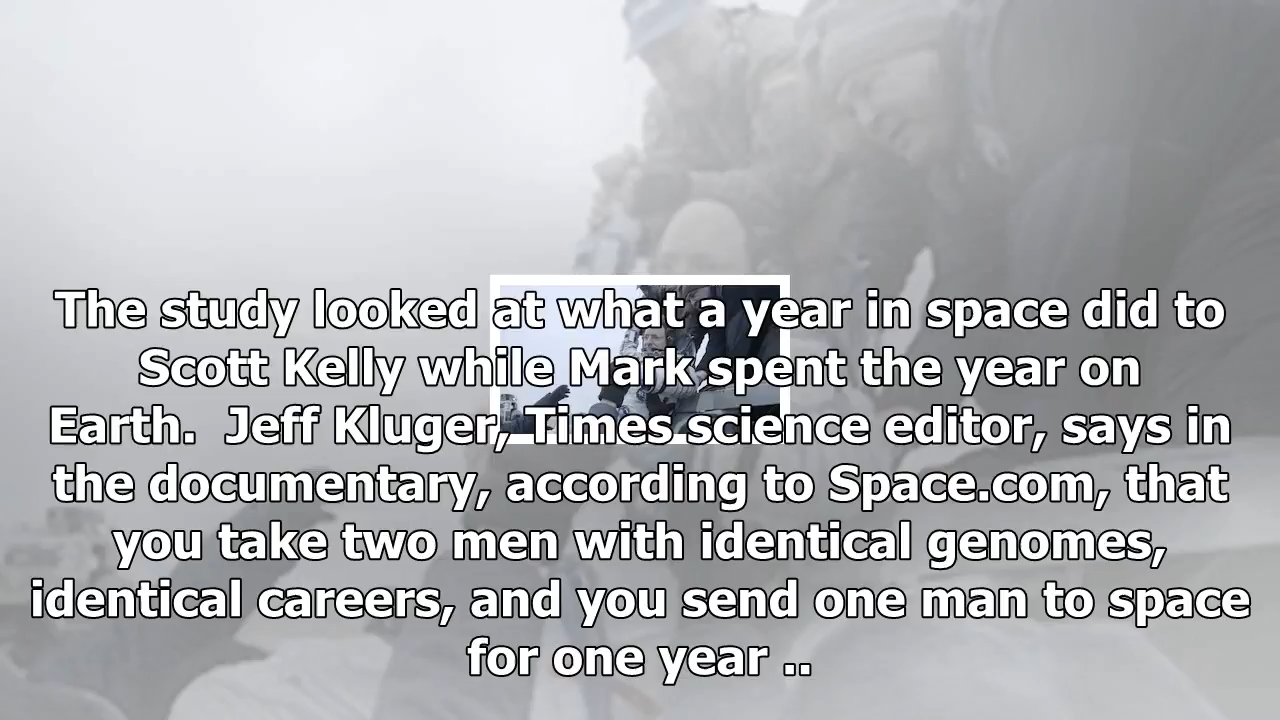 The study looked at what a year in space did to
Scott Kelly while Mark spent the year on
Earth.  Jeff Kluger, Times science editor, says in
the documentary, according to Space.com, that
you take two men with identical genomes,
identical careers, and you send one man to space
for one year ..